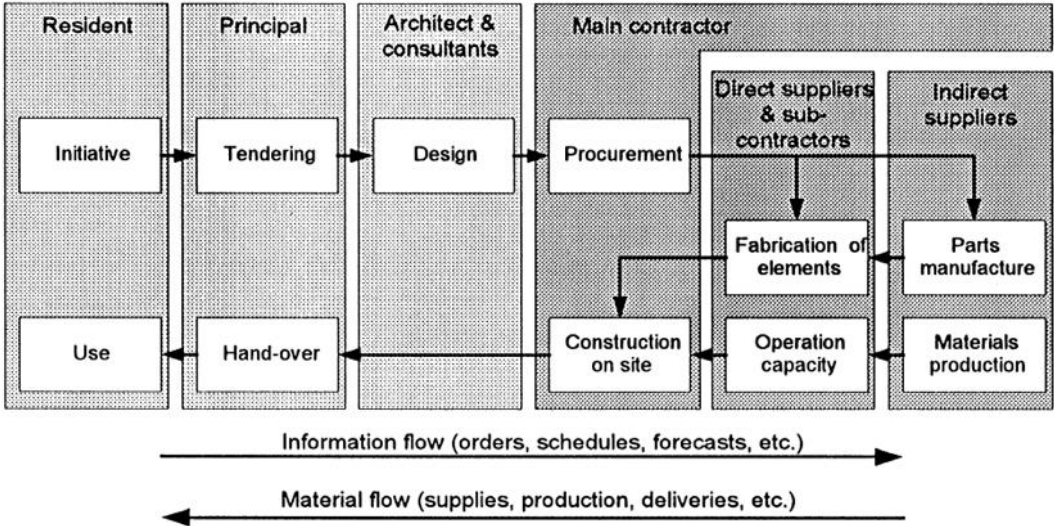 Resident
Principal
Architect &
consultants
Main contractor
Direct suppliers
& sub-
contractors
Indirect
suppliers
Initiative
Tendering
Design
Procurement
Fabrication of
elements
Parts
manufacture
Use
Hand-over
Construction
on site
Operation
capacity
Materials
production
Information flow (orders, schedules, forecasts, etc.)
Material flow (supplies, production, deliveries, etc.)